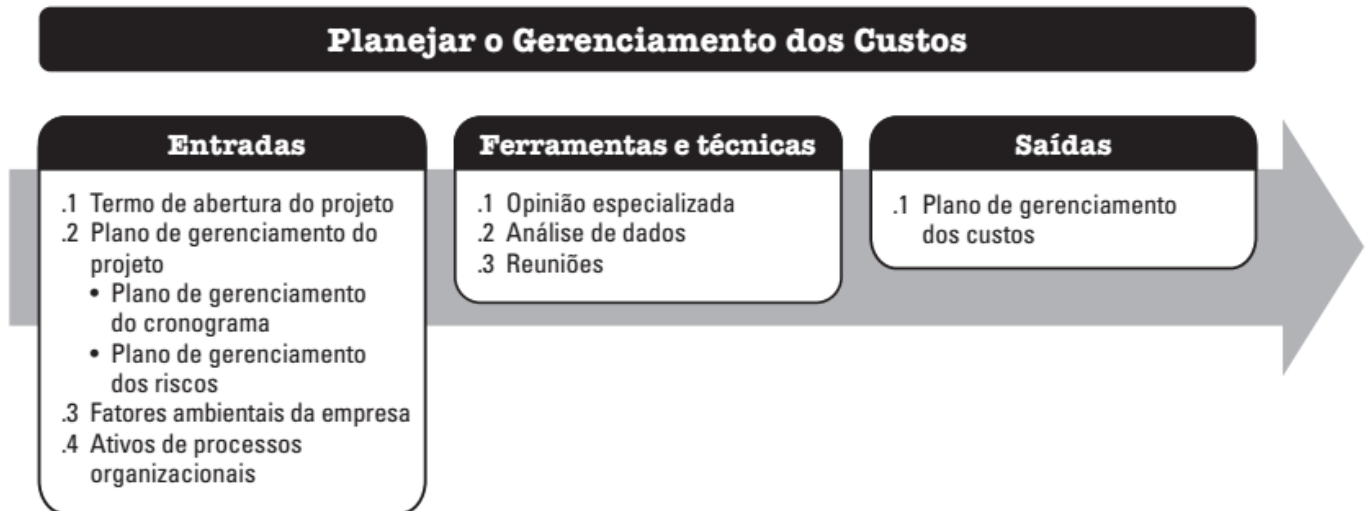 Planejar o Gerenciamento dos Custos
Entradas
.1 Termo de abertura do projeto
.2 Plano de gerenciamento do
projeto
• Plano de gerenciamento
do cronograma
• Plano de gerenciamento
dos riscos
.3 Fatores ambientais da empresa
.4 Ativos de processos
organizacionais
Ferramentas e técnicas
.1 Opinião especializada
.2 Análise de dados
.3 Reuniões
Saídas
.1 Plano de gerenciamento
dos custos